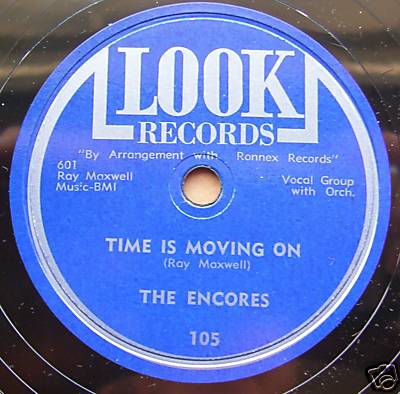 LOOK
RECORDS
"By Arrangement with Ronnex Records"
601
Ray Maxwell
Music-BMI
Vocal Group
with Orch.
TIME IS MOVING ON
(Ray Maxwell)
THE ENCORES
105